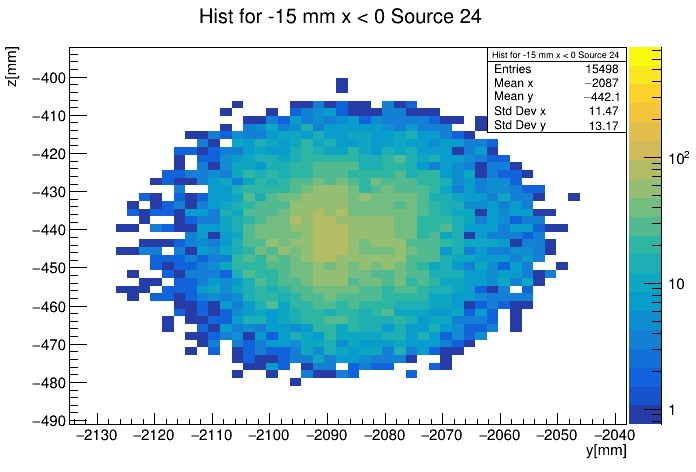 Hist for -15 mm x < 0 Source 24
z[mm]
Hist for -15 mm x < 0 Source 24
Entries 15498
Mean x −2087
Mean y −442.1
Std Dev x 11.47
Std Dev y 13.17
−400
−410
−420
−430
−440
−450
−460
−470
−480
−490
10²
10
1
−2130 −2120 −2110 −2100 −2090 −2080 −2070 −2060 −2050 −2040
y[mm]